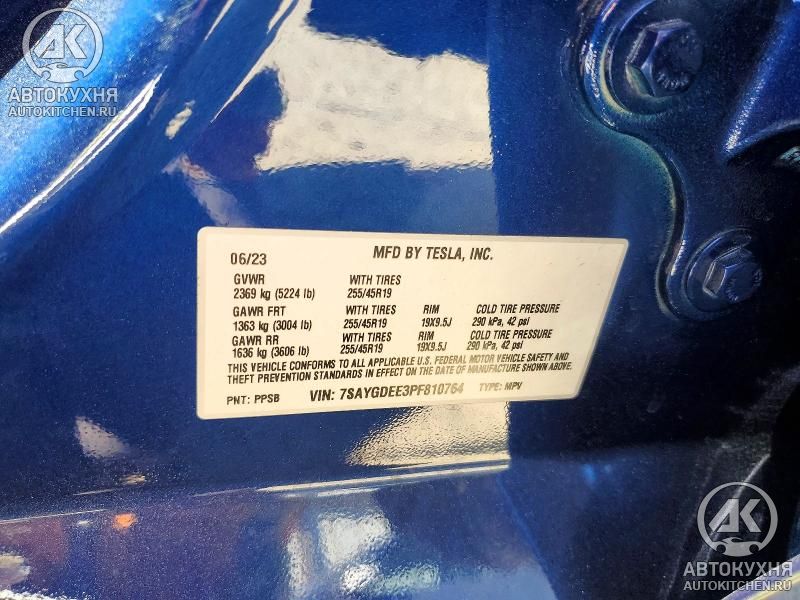 АК
АВТОКУХНЯ
AUTOKITCHEN.RU
06/23 MFD BY TESLA, INC.
GVWR WITH TIRES
2369 kg (5224 lb) 255/45R19
GAWR FRT WITH TIRES RIM COLD TIRE PRESSURE
1363 kg (3004 lb) 255/45R19 19X9.5J 290 kPa, 42 psi
GAWR RR WITH TIRES RIM COLD TIRE PRESSURE
1636 kg (3606 lb) 255/45R19 19X9.5J 290 kPa, 42 psi
THIS VEHICLE CONFORMS TO ALL APPLICABLE U.S. FEDERAL MOTOR VEHICLE SAFETY AND
THEFT PREVENTION STANDARDS IN EFFECT ON THE DATE OF MANUFACTURE SHOWN ABOVE.
PNT: PPSB VIN: 7SAYGDEE3PF810764 TYPE: MPV
АК
АВТОКУХНЯ
AUTOKITCHEN.RU